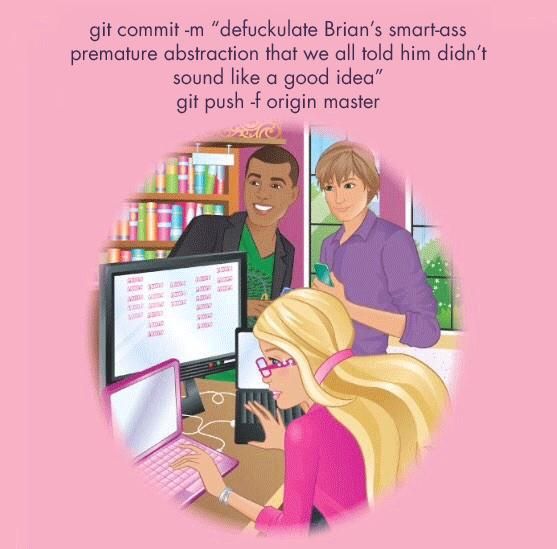 git commit -m “defuckulate Brian’s smart-ass
premature abstraction that we all told him didn’t
sound like a good idea”
git push -f origin master